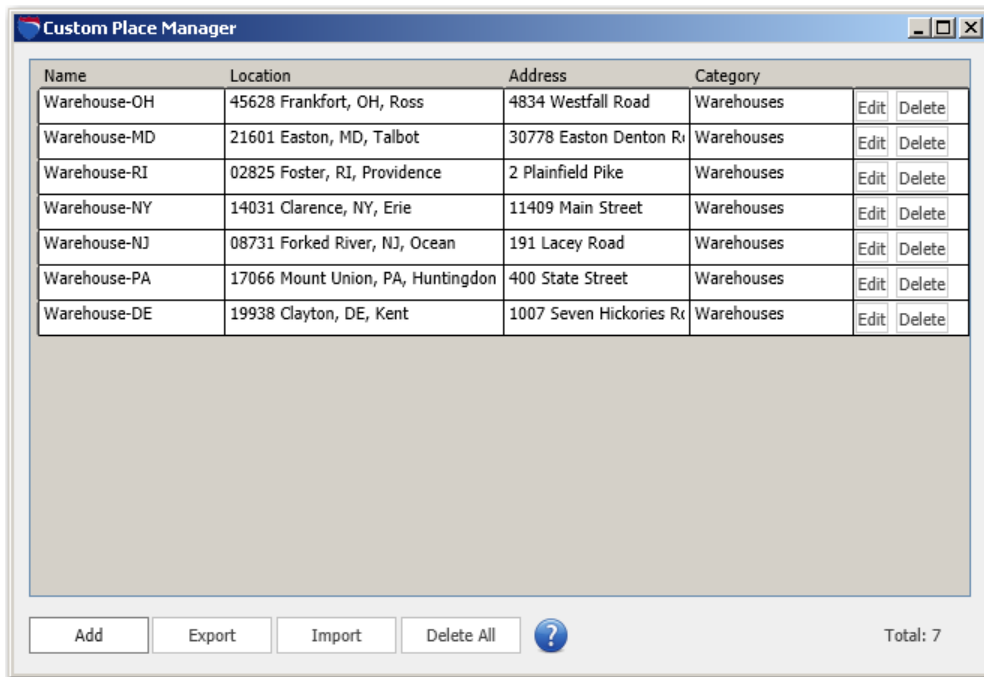 Custom Place Manager
Name Location Address Category
Warehouse-OH 45628 Frankfort, OH, Ross 4834 Westfall Road Warehouses Edit Delete
Warehouse-MD 21601 Easton, MD, Talbot 30778 Easton Denton Warehouses Edit Delete
Warehouse-RI 02825 Foster, RI, Providence 2 Plainfield Pike Warehouses Edit Delete
Warehouse-NY 14031 Clarence, NY, Erie 11409 Main Street Warehouses Edit Delete
Warehouse-NJ 08731 Forked River, NJ, Ocean 191 Lacey Road Warehouses Edit Delete
Warehouse-PA 17066 Mount Union, PA, Huntingdon 400 State Street Warehouses Edit Delete
Warehouse-DE 19938 Clayton, DE, Kent 1007 Seven Hickories Warehouses Edit Delete
Add Export Import Delete All ? Total: 7